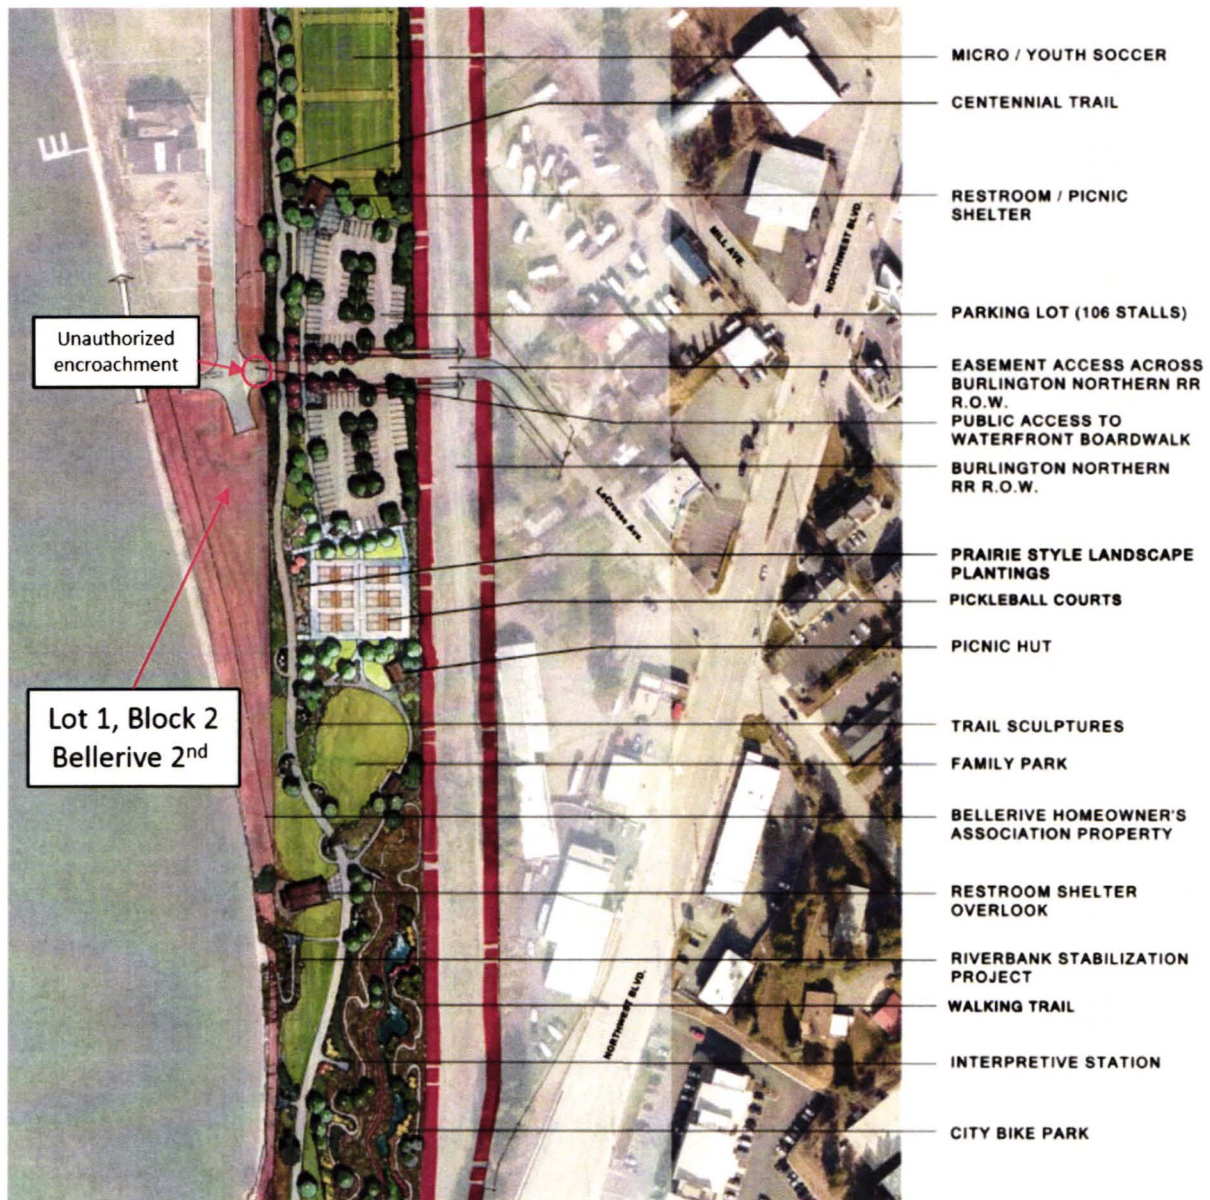 MICRO / YOUTH SOCCER
CENTENNIAL TRAIL
RESTROOM / PICNIC
SHELTER
MILL AVE.
NORTHWEST BLVD.
PARKING LOT (106 STALLS)
Unauthorized
encroachment
EASEMENT ACCESS ACROSS
BURLINGTON NORTHERN RR
R.O.W.
PUBLIC ACCESS TO
WATERFRONT BOARDWALK
BURLINGTON NORTHERN
RR R.O.W.
LaCrosse Ave.
PRAIRIE STYLE LANDSCAPE
PLANTINGS
PICKLEBALL COURTS
PICNIC HUT
Lot 1, Block 2
Bellerive 2nd
TRAIL SCULPTURES
FAMILY PARK
BELLERIVE HOMEOWNER'S
ASSOCIATION PROPERTY
RESTROOM SHELTER
OVERLOOK
RIVERBANK STABILIZATION
PROJECT
WALKING TRAIL
NORTHWEST BLVD.
INTERPRETIVE STATION
CITY BIKE PARK